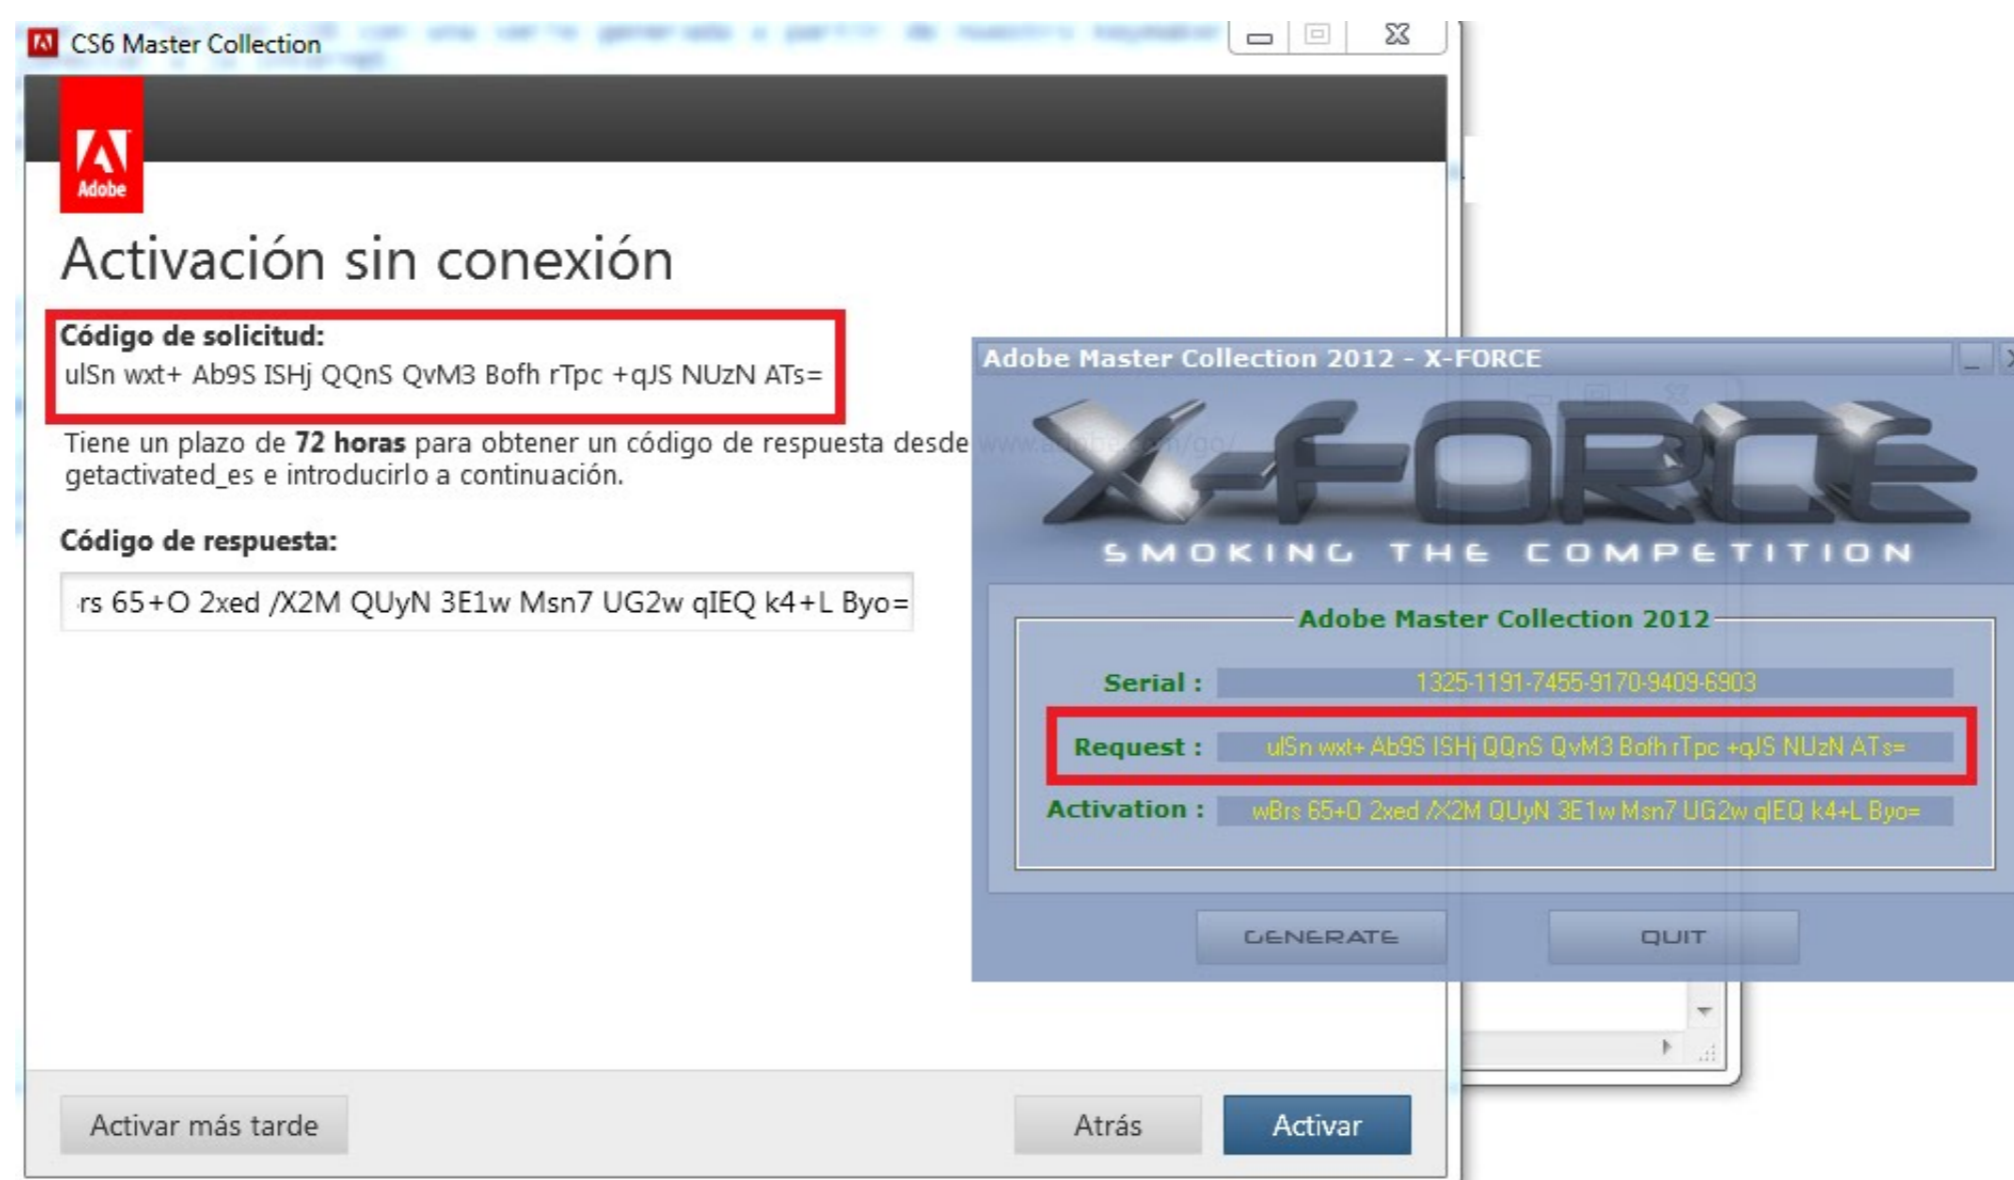 CS6 Master Collection
Adobe
Activación sin conexión
Código de solicitud:
ulSn wxt+ Ab9S ISHj QQnS QvM3 Bofh rTpc +qJS NUzN ATs=
Tiene un plazo de 72 horas para obtener un código de respuesta desde www.adobe.com/go/
getactivated_es e introducirlo a continuación.
Código de respuesta:
rs 65+O 2xed /X2M QUyN 3E1w Msn7 UG2w qIEQ k4+L Byo=
Activar más tarde
Atrás
Activar
Adobe Master Collection 2012 - X-FORCE
X-FORCE
SMOKING THE COMPETITION
Adobe Master Collection 2012
Serial : 1325-1191-7455-9170-9409-6903
Request : ulSn wxt+ Ab9S ISHj QQnS QvM3 Bofh rTpc +qJS NUzN ATs=
Activation : wBrs 65+O 2xed /X2M QUyN 3E1w Msn7 UG2w qIEQ k4+L Byo=
GENERATE
QUIT